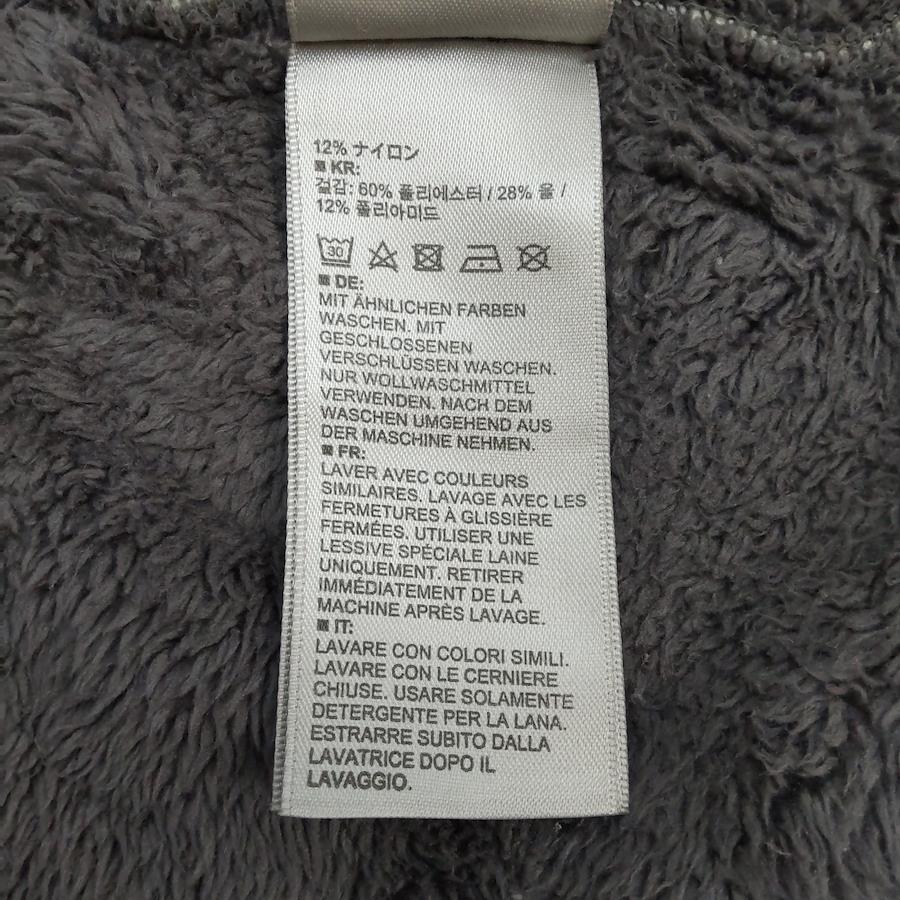 12% ナイロン
■ KR:
겉감: 60% 폴리에스터 / 28% 울 /
12% 폴리아미드
30
■ DE:
MIT ÄHNLICHEN FARBEN
WASCHEN. MIT
GESCHLOSSENEN
VERSCHLÜSSEN WASCHEN.
NUR WOLLWASCHMITTEL
VERWENDEN. NACH DEM
WASCHEN UMGEHEND AUS
DER MASCHINE NEHMEN.
■ FR:
LAVER AVEC COULEURS
SIMILAIRES. LAVAGE AVEC LES
FERMETURES À GLISSIÈRE
FERMÉES. UTILISER UNE
LESSIVE SPÉCIALE LAINE
UNIQUEMENT. RETIRER
IMMÉDIATEMENT DE LA
MACHINE APRÈS LAVAGE.
■ IT:
LAVARE CON COLORI SIMILI.
LAVARE CON LE CERNIERE
CHIUSE. USARE SOLAMENTE
DETERGENTE PER LA LANA.
ESTRARRE SUBITO DALLA
LAVATRICE DOPO IL
LAVAGGIO.